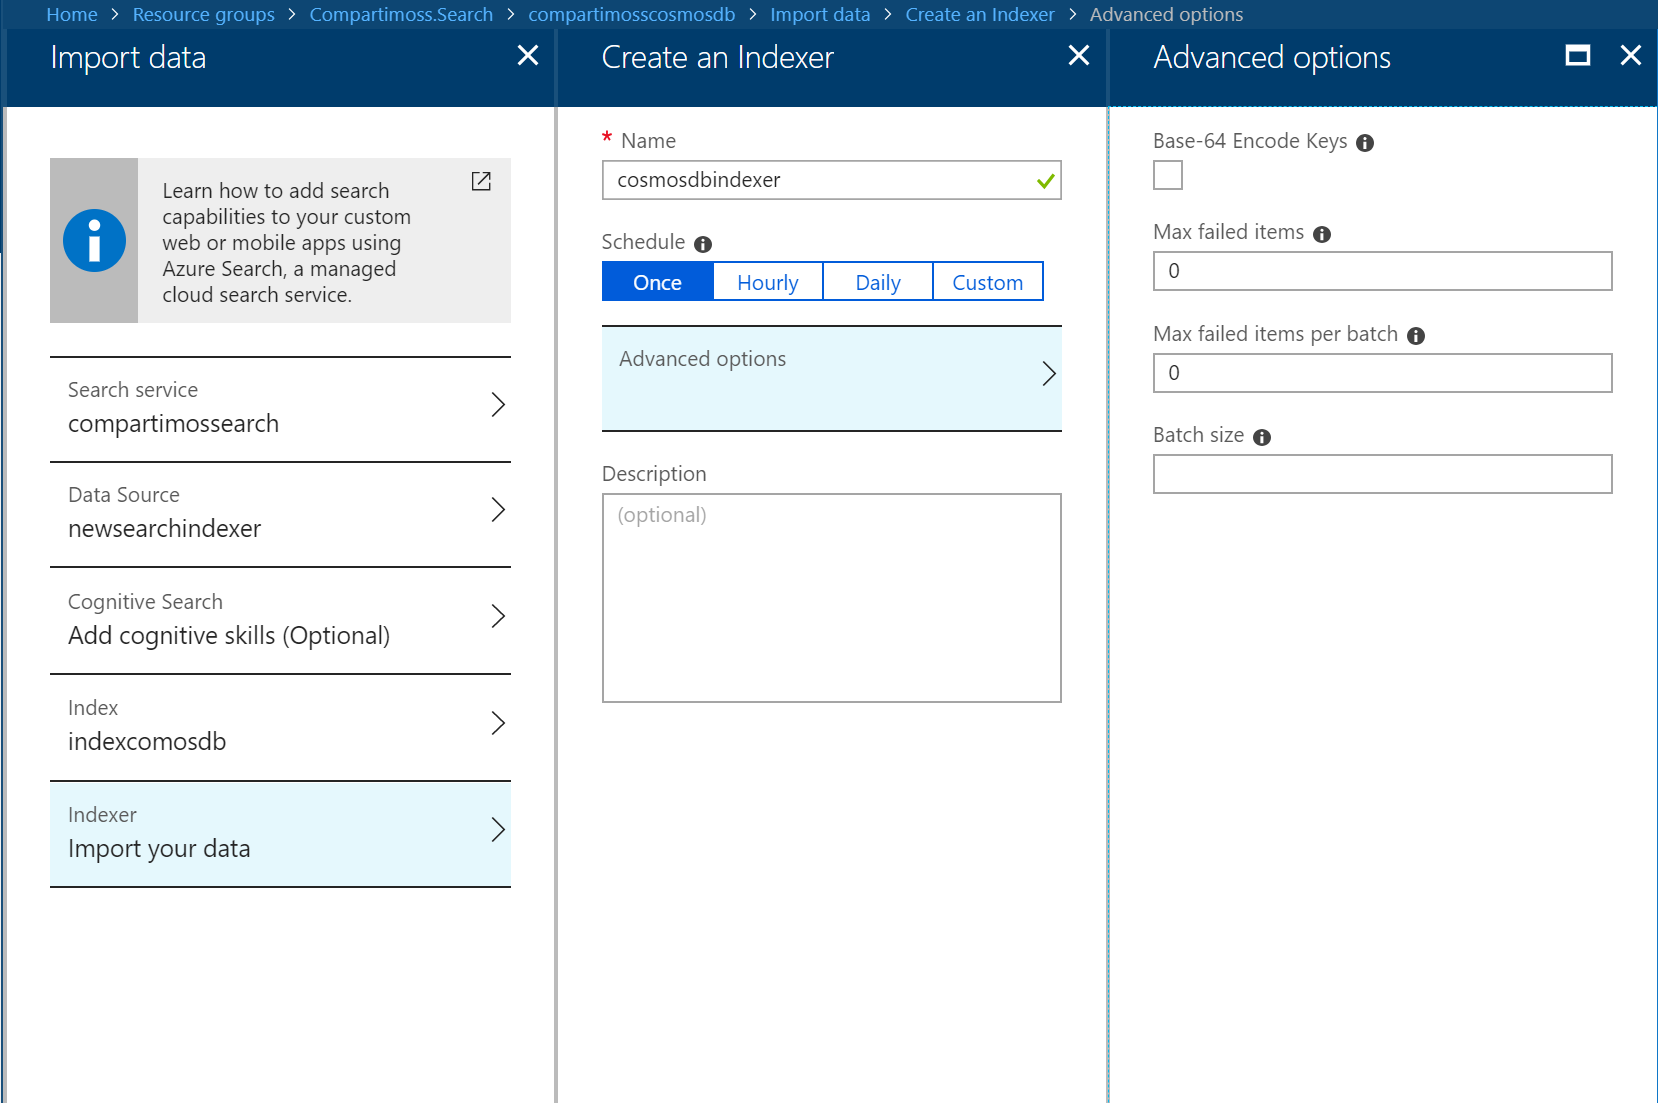 Home > Resource groups > Compartimoss.Search > compartimosscosmosdb > Import data > Create an Indexer > Advanced options
Import data
Learn how to add search
capabilities to your custom
web or mobile apps using
Azure Search, a managed
cloud search service.
Search service
compartimossearch
Data Source
newsearchindexer
Cognitive Search
Add cognitive skills (Optional)
Index
indexcomosdb
Indexer
Import your data
Create an Indexer
* Name
cosmosdbindexer
Schedule
Once Hourly Daily Custom
Advanced options
Description
(optional)
Advanced options
Base-64 Encode Keys
Max failed items
0
Max failed items per batch
0
Batch size